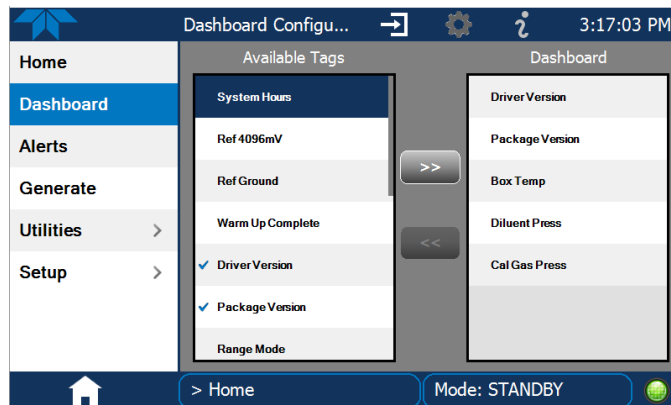 Dashboard Configu... 3:17:03 PM
Home
Dashboard
Alerts
Generate
Utilities >
Setup >
Available Tags
System Hours
Ref 4096mV
Ref Ground
Warm Up Complete
Driver Version
Package Version
Range Mode
>>
<<
Dashboard
Driver Version
Package Version
Box Temp
Diluent Press
Cal Gas Press
> Home
Mode: STANDBY